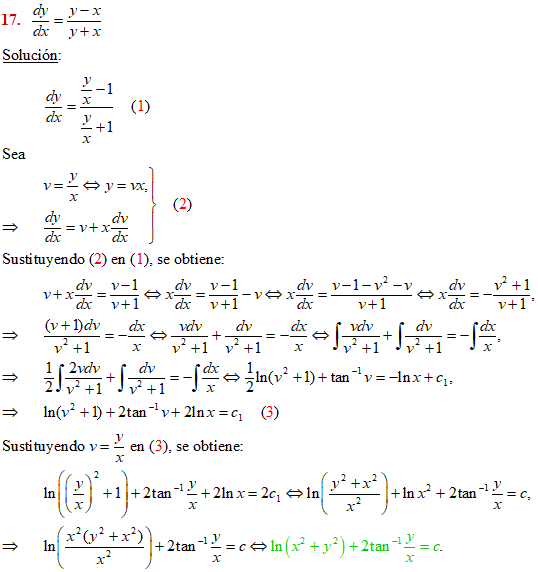 17. dy/dx = (y − x)/(y + x)
Solución:
dy/dx = (y/x − 1)/(y/x + 1) (1)
Sea
v = y/x ⇔ y = vx,
⇒ dy/dx = v + x dv/dx } (2)
Sustituyendo (2) en (1), se obtiene:
v + x dv/dx = (v − 1)/(v + 1) ⇔ x dv/dx = (v − 1)/(v + 1) − v ⇔ x dv/dx = (v − 1 − v² − v)/(v + 1) ⇔ x dv/dx = −(v² + 1)/(v + 1),
⇒ (v + 1)dv/(v² + 1) = −dx/x ⇔ vdv/(v² + 1) + dv/(v² + 1) = −dx/x ⇔ ∫ vdv/(v² + 1) + ∫ dv/(v² + 1) = −∫ dx/x,
⇒ 1/2 ∫ 2vdv/(v² + 1) + ∫ dv/(v² + 1) = −∫ dx/x ⇔ 1/2 ln(v² + 1) + tan⁻¹ v = −ln x + c₁,
⇒ ln(v² + 1) + 2tan⁻¹ v + 2ln x = c₁ (3)
Sustituyendo v = y/x en (3), se obtiene:
ln((y/x)² + 1) + 2tan⁻¹ y/x + 2ln x = 2c₁ ⇔ ln((y² + x²)/x²) + ln x² + 2tan⁻¹ y/x = c,
⇒ ln(x²(y² + x²)/x²) + 2tan⁻¹ y/x = c ⇔ ln(x² + y²) + 2tan⁻¹ y/x = c.